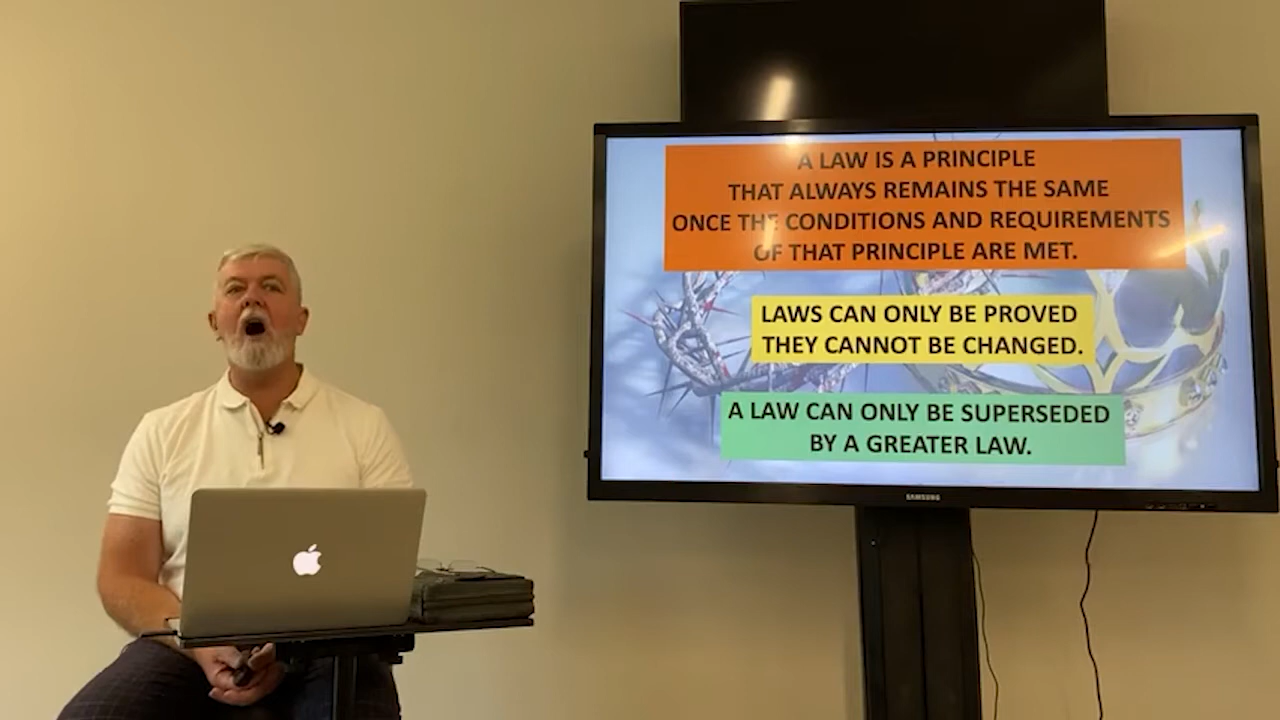 A LAW IS A PRINCIPLE
THAT ALWAYS REMAINS THE SAME
ONCE THE CONDITIONS AND REQUIREMENTS
OF THAT PRINCIPLE ARE MET.
LAWS CAN ONLY BE PROVED
THEY CANNOT BE CHANGED.
A LAW CAN ONLY BE SUPERSEDED
BY A GREATER LAW.
SAMSUNG